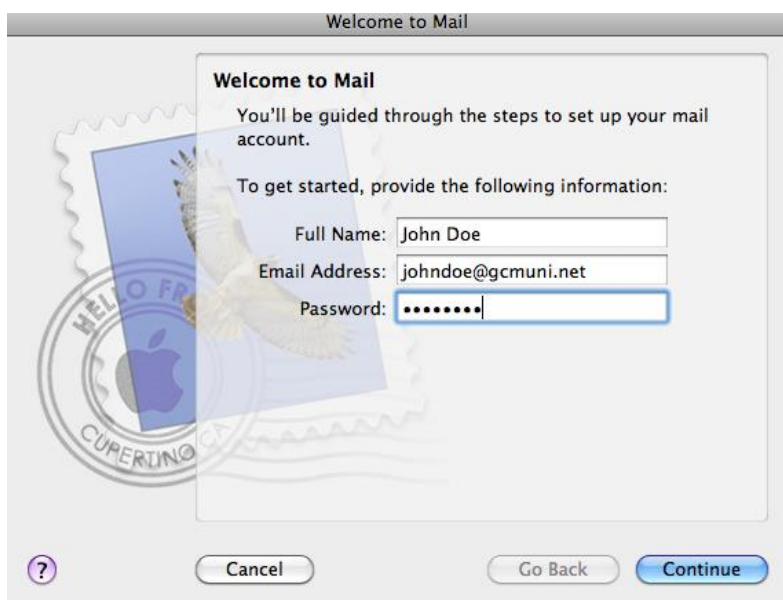 Welcome to Mail
Welcome to Mail
You'll be guided through the steps to set up your mail
account.
To get started, provide the following information:
Full Name: John Doe
Email Address: johndoe@gcmuni.net
Password: ••••••••
HELLO FR
CUPERTINO CA
? Cancel Go Back Continue